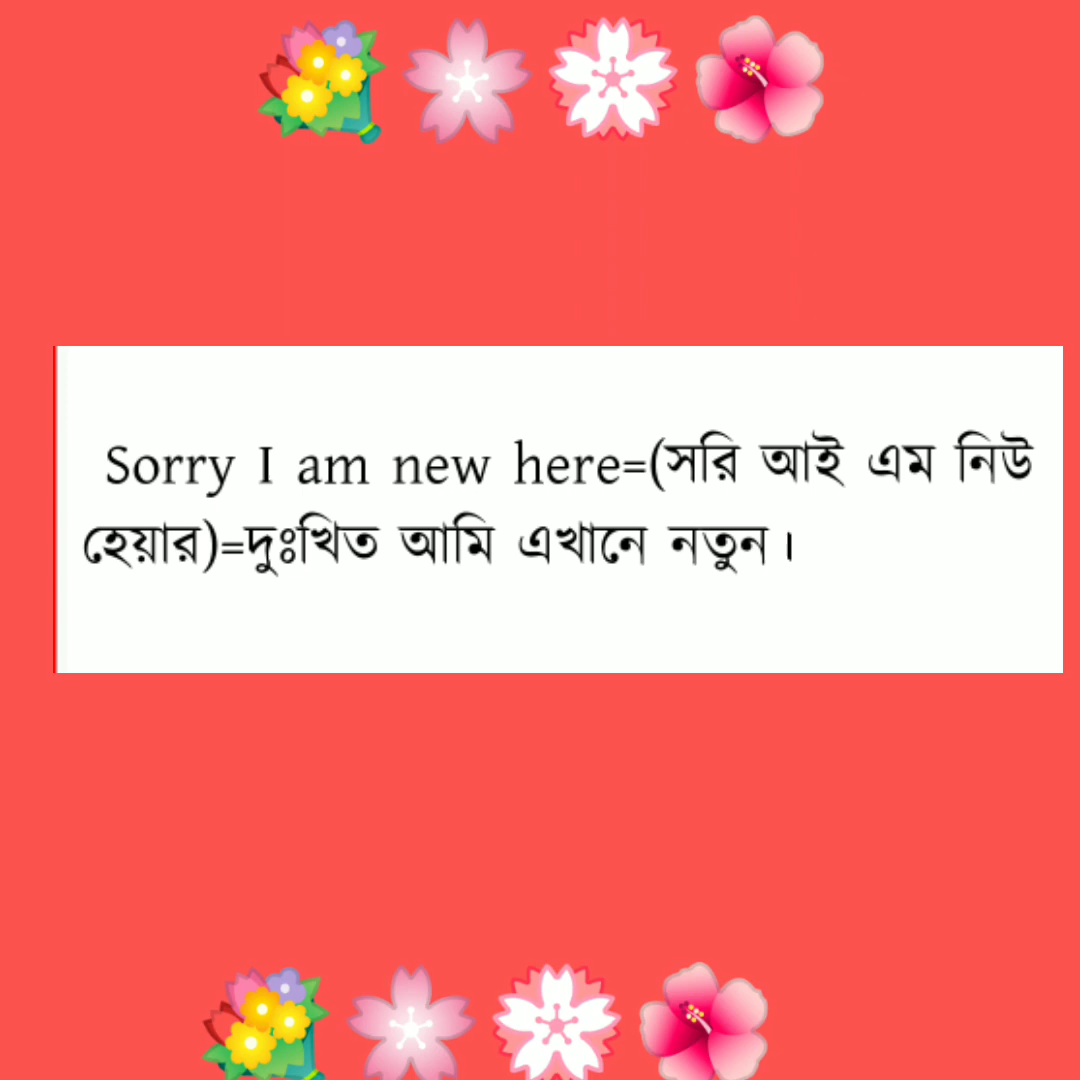 Sorry I am new here=(সরি আই এম নিউ
হেয়ার)=দুঃখিত আমি এখানে নতুন।